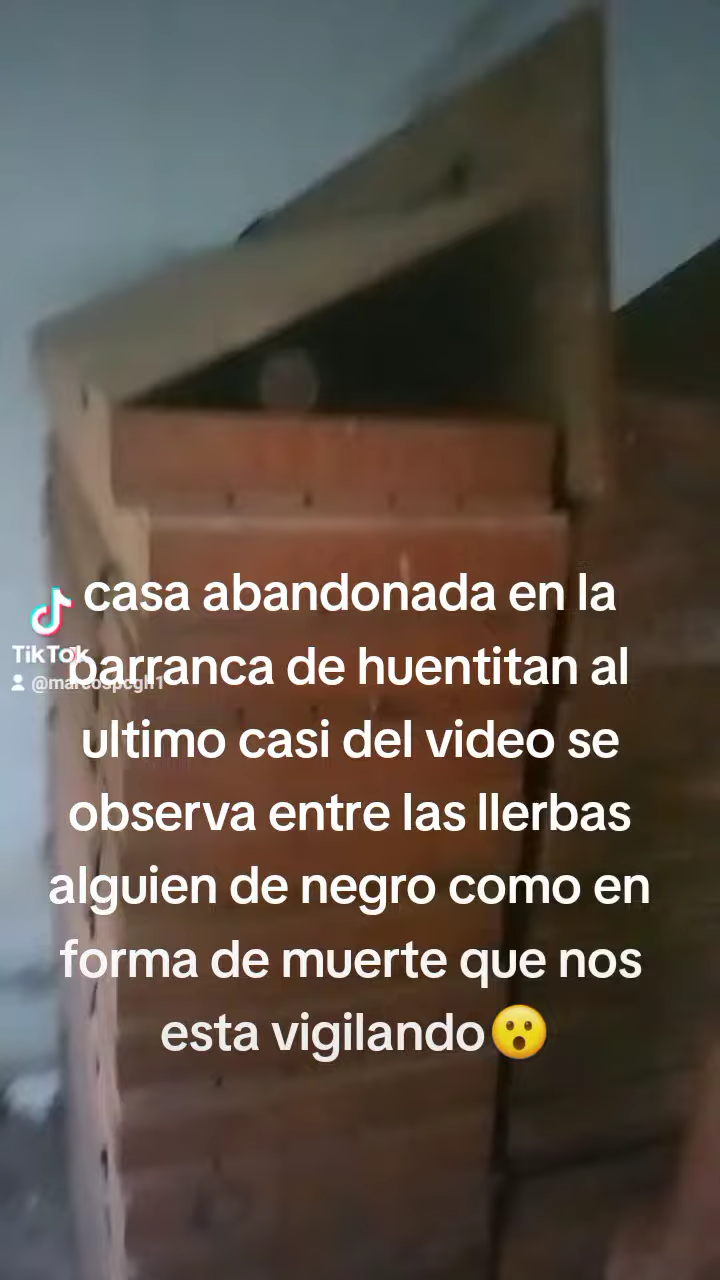 casa abandonada en la
TikTok
barranca de huentitan al
@marcospcgh1
ultimo casi del video se
observa entre las llerbas
alguien de negro como en
forma de muerte que nos
esta vigilando😮